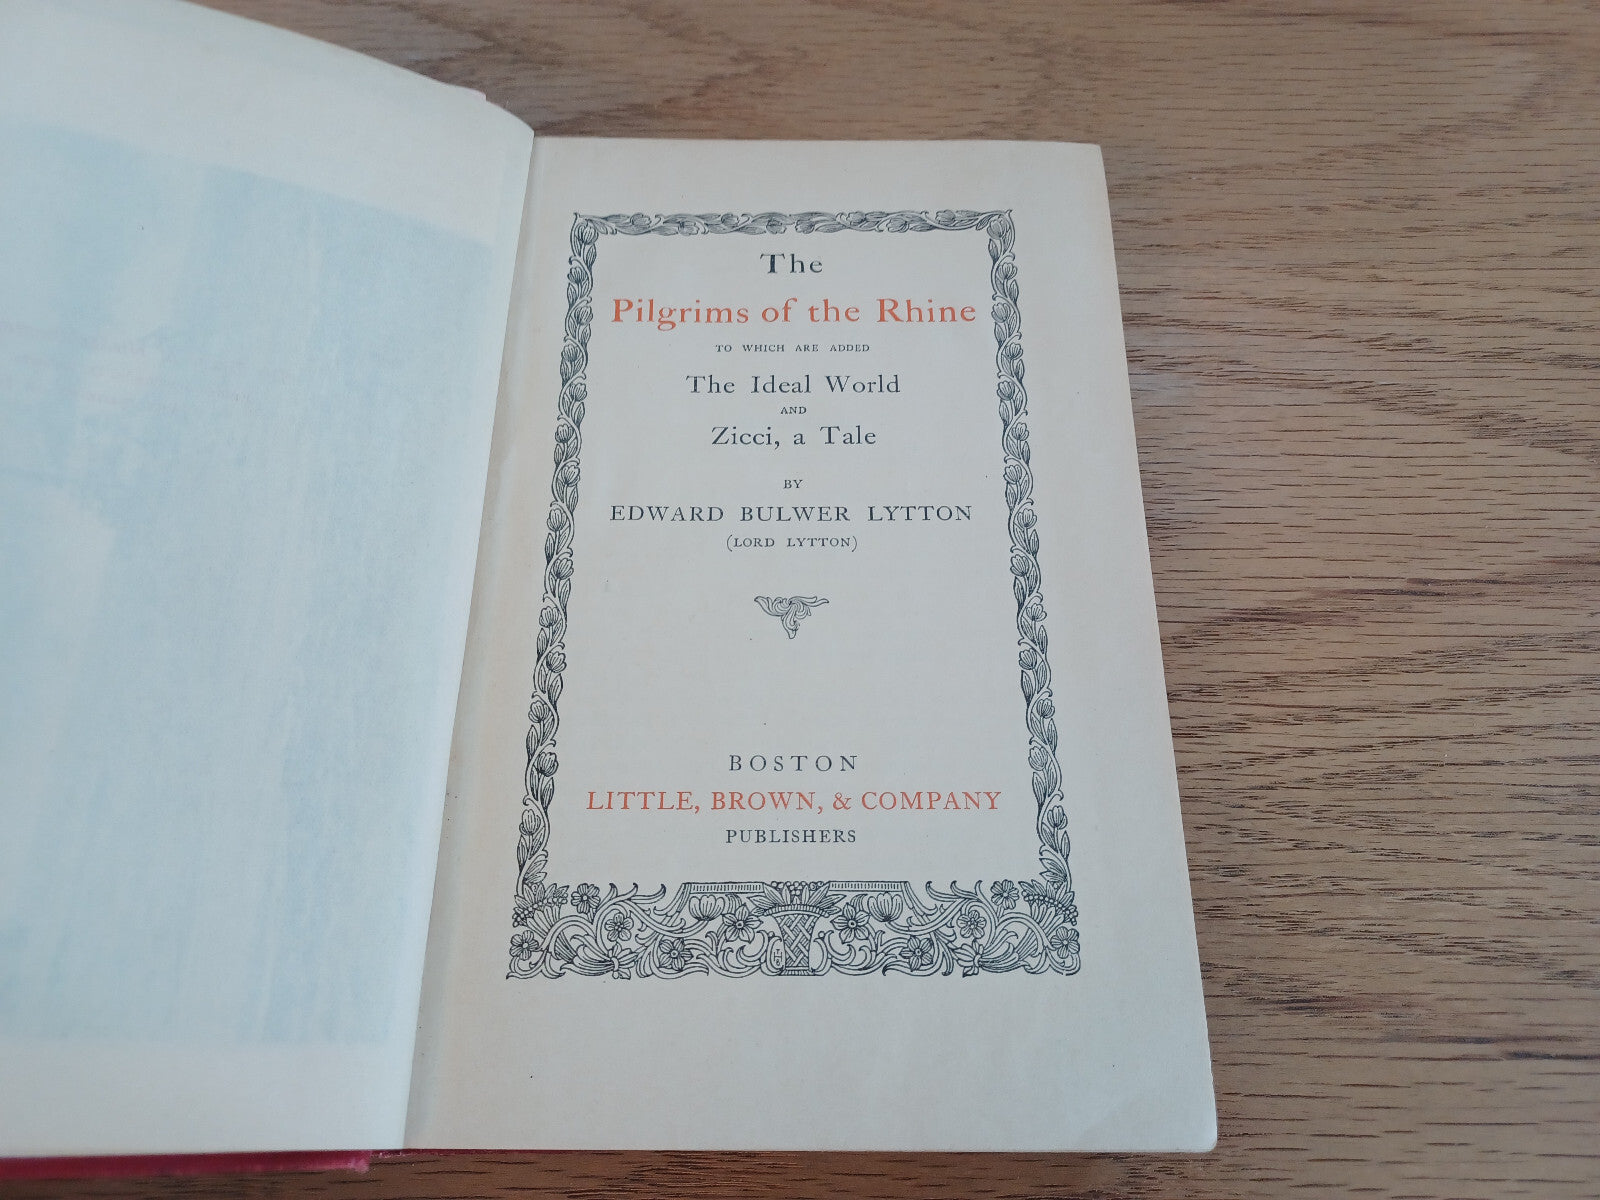 The
Pilgrims of the Rhine
TO WHICH ARE ADDED
The Ideal World
AND
Zicci, a Tale
BY
EDWARD BULWER LYTTON
(LORD LYTTON)
BOSTON
LITTLE, BROWN, & COMPANY
PUBLISHERS